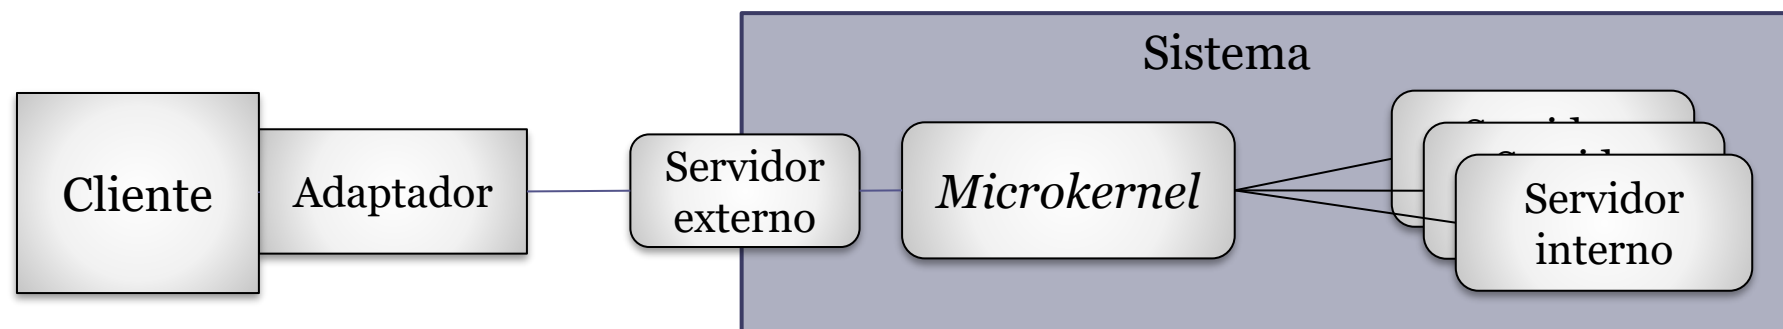 Sistema
Cliente
Adaptador
Servidor
externo
Microkernel
Servidor
interno